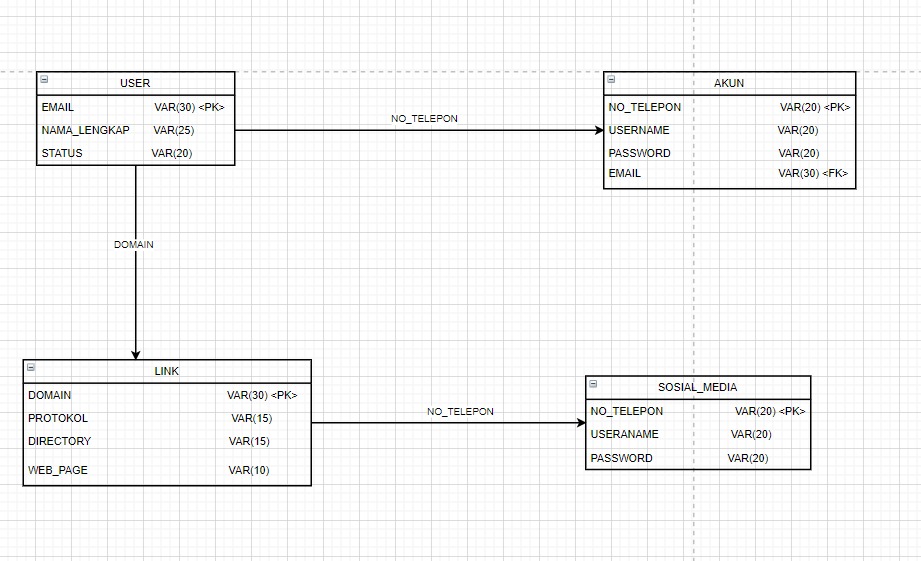 USER
EMAIL VAR(30) <PK>
NAMA_LENGKAP VAR(25)
STATUS VAR(20)
NO_TELEPON
AKUN
NO_TELEPON VAR(20) <PK>
USERNAME VAR(20)
PASSWORD VAR(20)
EMAIL VAR(30) <FK>
DOMAIN
LINK
DOMAIN VAR(30) <PK>
PROTOKOL VAR(15)
DIRECTORY VAR(15)
WEB_PAGE VAR(10)
NO_TELEPON
SOSIAL_MEDIA
NO_TELEPON VAR(20) <PK>
USERANAME VAR(20)
PASSWORD VAR(20)